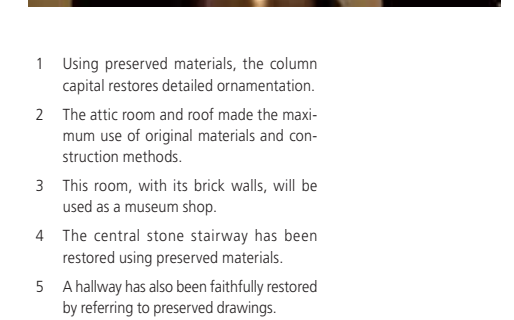 1 Using preserved materials, the column
capital restores detailed ornamentation.
2 The attic room and roof made the maxi-
mum use of original materials and con-
struction methods.
3 This room, with its brick walls, will be
used as a museum shop.
4 The central stone stairway has been
restored using preserved materials.
5 A hallway has also been faithfully restored
by referring to preserved drawings.